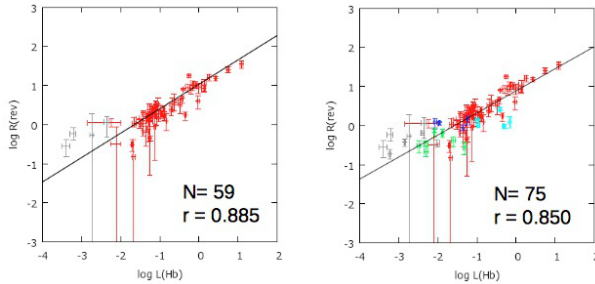 3
2
1
0
-1
-2
-3
log R(rev)
N= 59
r = 0.885
-4 -3 -2 -1 0 1 2
log L(Hb)
3
2
1
0
-1
-2
-3
log R(rev)
N= 75
r = 0.850
-4 -3 -2 -1 0 1 2
log L(Hb)